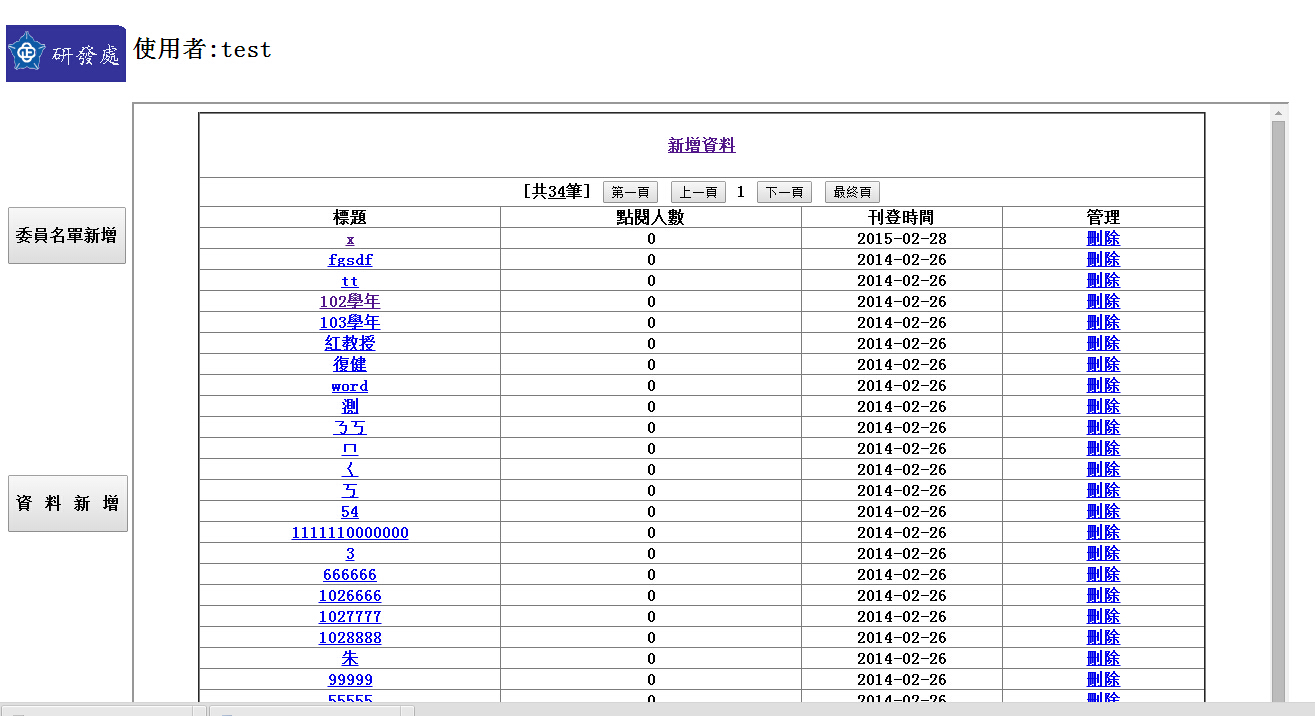 研發處 使用者:test
新增資料
[共34筆] 第一頁 上一頁 1 下一頁 最終頁
標題 點閱人數 刊登時間 管理
x 0 2015-02-28 刪除
委員名單新增
fgsdf 0 2014-02-26 刪除
tt 0 2014-02-26 刪除
102學年 0 2014-02-26 刪除
103學年 0 2014-02-26 刪除
紅教授 0 2014-02-26 刪除
復健 0 2014-02-26 刪除
word 0 2014-02-26 刪除
測 0 2014-02-26 刪除
ㄋㄎ 0 2014-02-26 刪除
ㄇ 0 2014-02-26 刪除
ㄑ 0 2014-02-26 刪除
ㄎ 0 2014-02-26 刪除
資 料 新 增
54 0 2014-02-26 刪除
1111110000000 0 2014-02-26 刪除
3 0 2014-02-26 刪除
666666 0 2014-02-26 刪除
1026666 0 2014-02-26 刪除
1027777 0 2014-02-26 刪除
1028888 0 2014-02-26 刪除
朱 0 2014-02-26 刪除
99999 0 2014-02-26 刪除
55555 0 2014-02-26 刪除